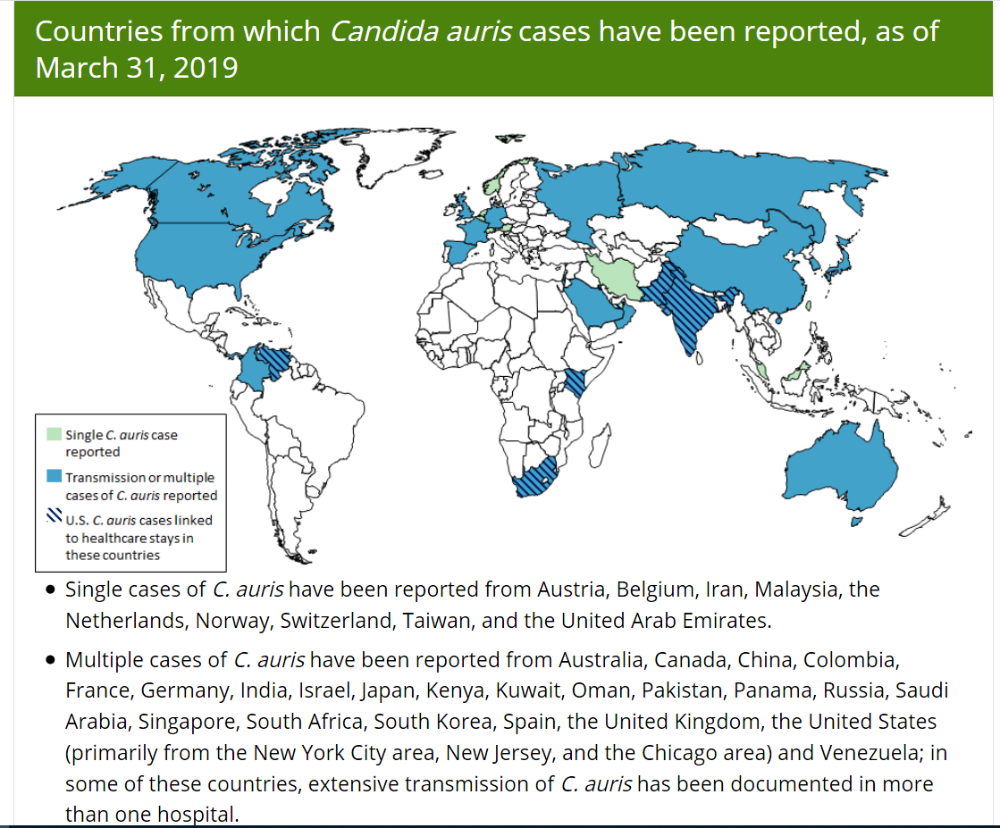 Countries from which Candida auris cases have been reported, as of
March 31, 2019
Single C. auris case
reported
Transmission or multiple
cases of C. auris reported
U.S. C. auris cases linked
to healthcare stays in
these countries
• Single cases of C. auris have been reported from Austria, Belgium, Iran, Malaysia, the
Netherlands, Norway, Switzerland, Taiwan, and the United Arab Emirates.
• Multiple cases of C. auris have been reported from Australia, Canada, China, Colombia,
France, Germany, India, Israel, Japan, Kenya, Kuwait, Oman, Pakistan, Panama, Russia, Saudi
Arabia, Singapore, South Africa, South Korea, Spain, the United Kingdom, the United States
(primarily from the New York City area, New Jersey, and the Chicago area) and Venezuela; in
some of these countries, extensive transmission of C. auris has been documented in more
than one hospital.